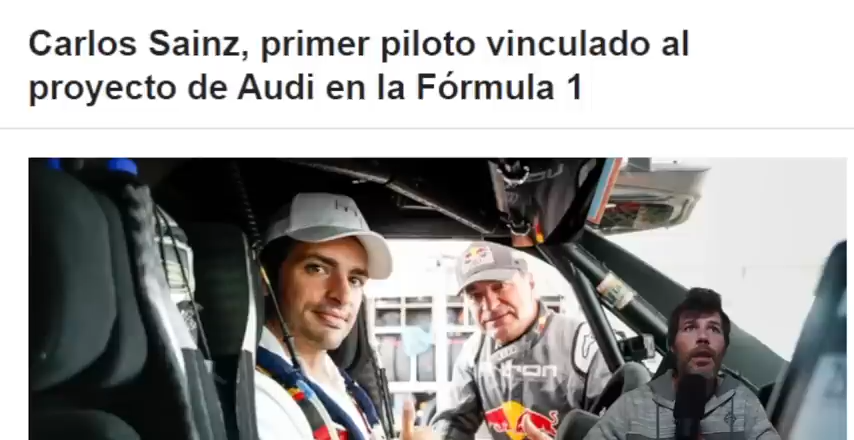 Carlos Sainz, primer piloto vinculado al
proyecto de Audi en la Fórmula 1